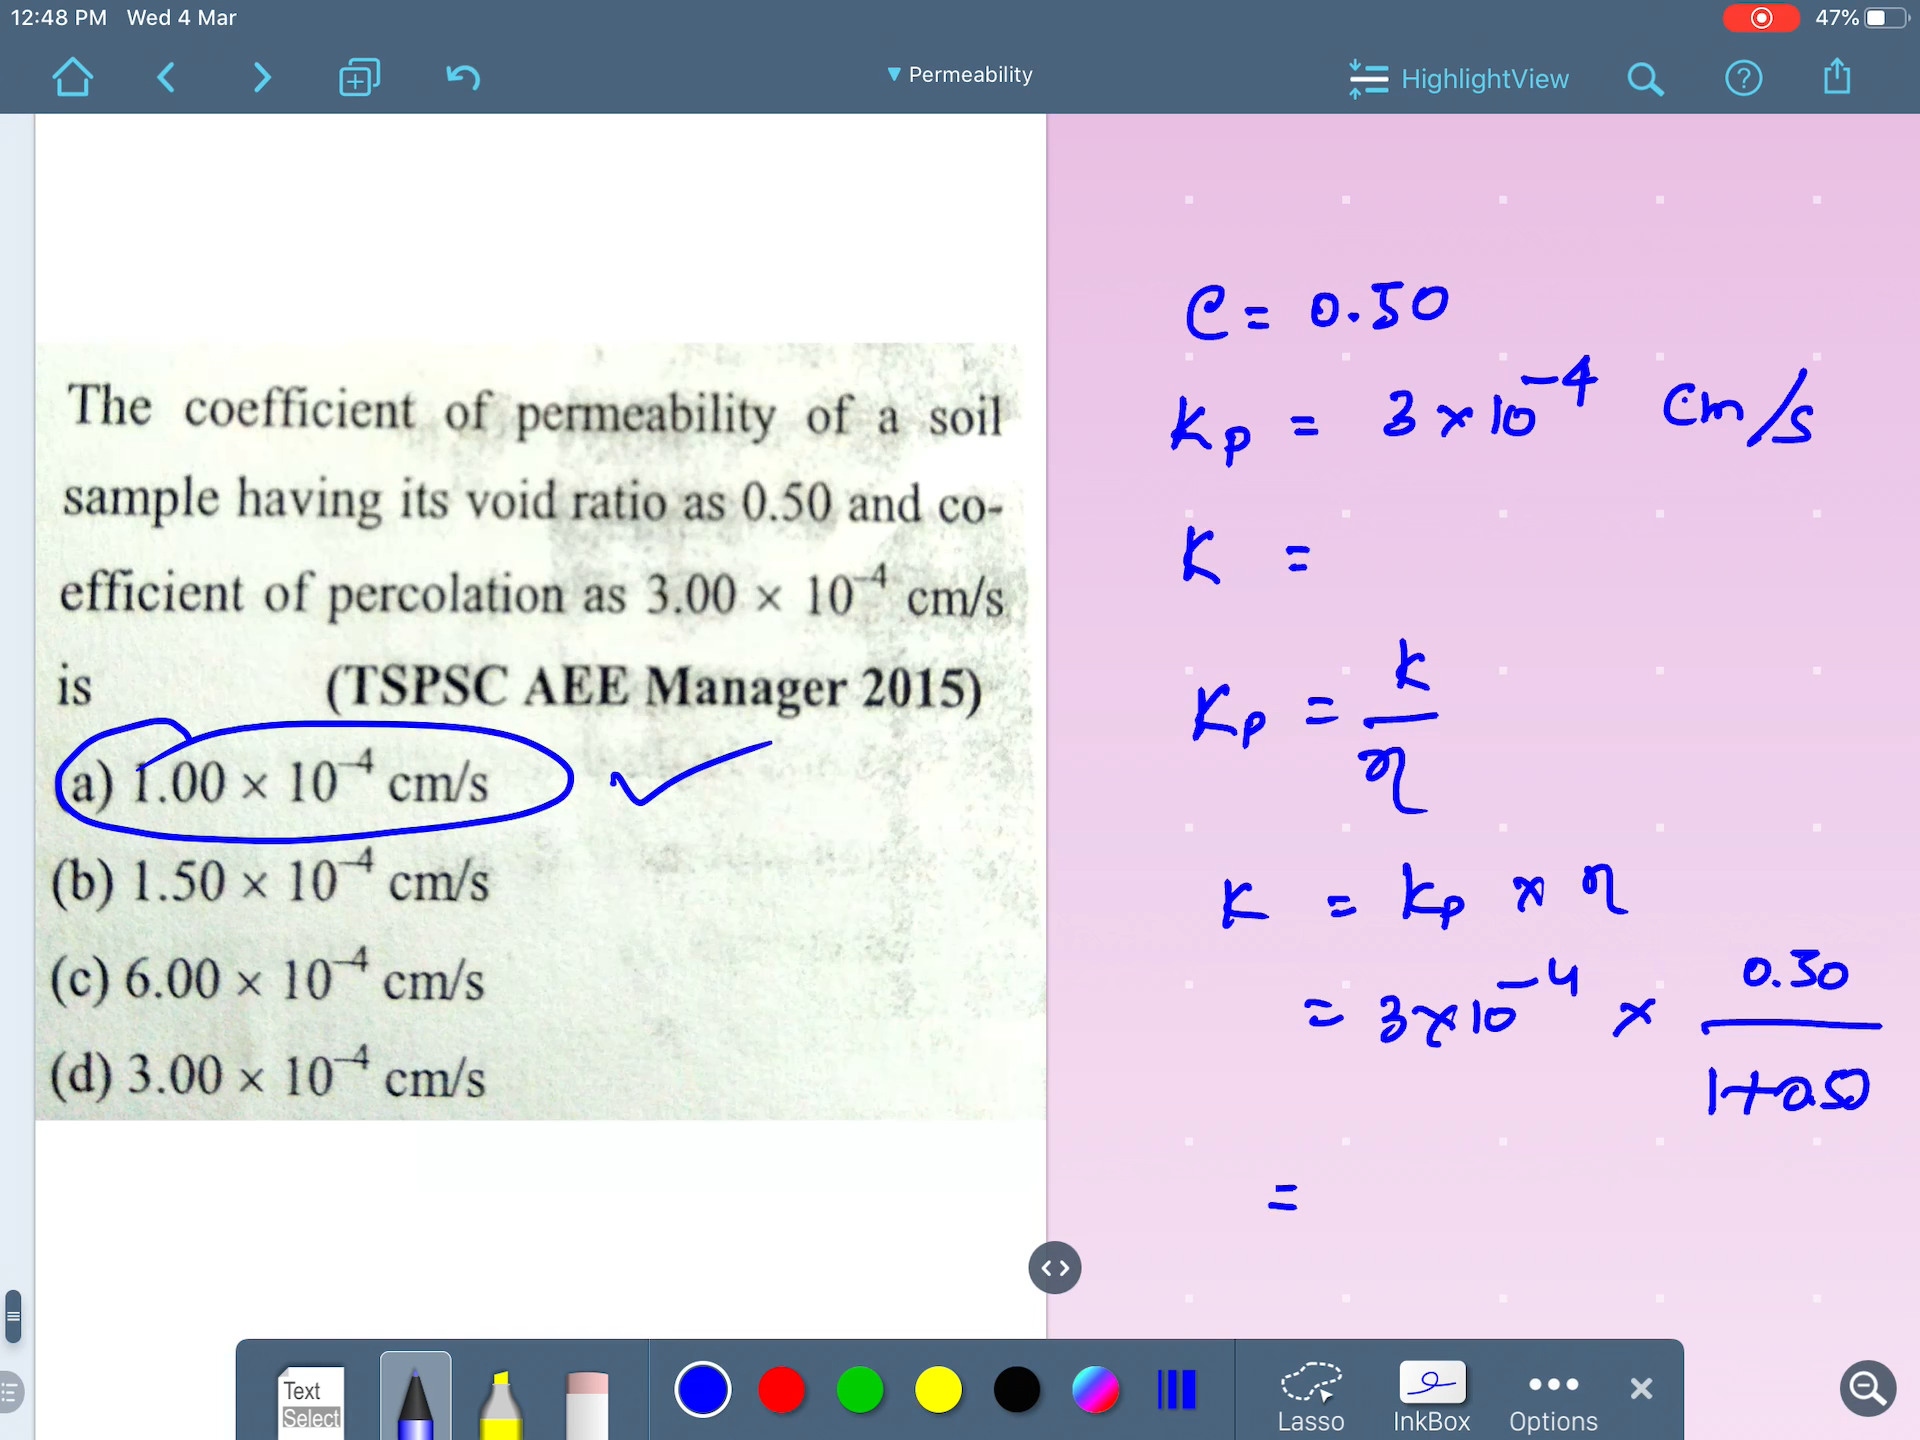 12:48 PM Wed 4 Mar
47%
▼ Permeability
HighlightView
The coefficient of permeability of a soil
sample having its void ratio as 0.50 and co-
efficient of percolation as 3.00 × 10⁻⁴ cm/s
is (TSPSC AEE Manager 2015)
(a) 1.00 × 10⁻⁴ cm/s
(b) 1.50 × 10⁻⁴ cm/s
(c) 6.00 × 10⁻⁴ cm/s
(d) 3.00 × 10⁻⁴ cm/s
e = 0.50
Kp = 3 × 10⁻⁴ cm/s
K =
Kp = K / η
K = Kp × η
= 3 × 10⁻⁴ × 0.50 / 1+0.50
=
Text
Select
Lasso
InkBox
Options